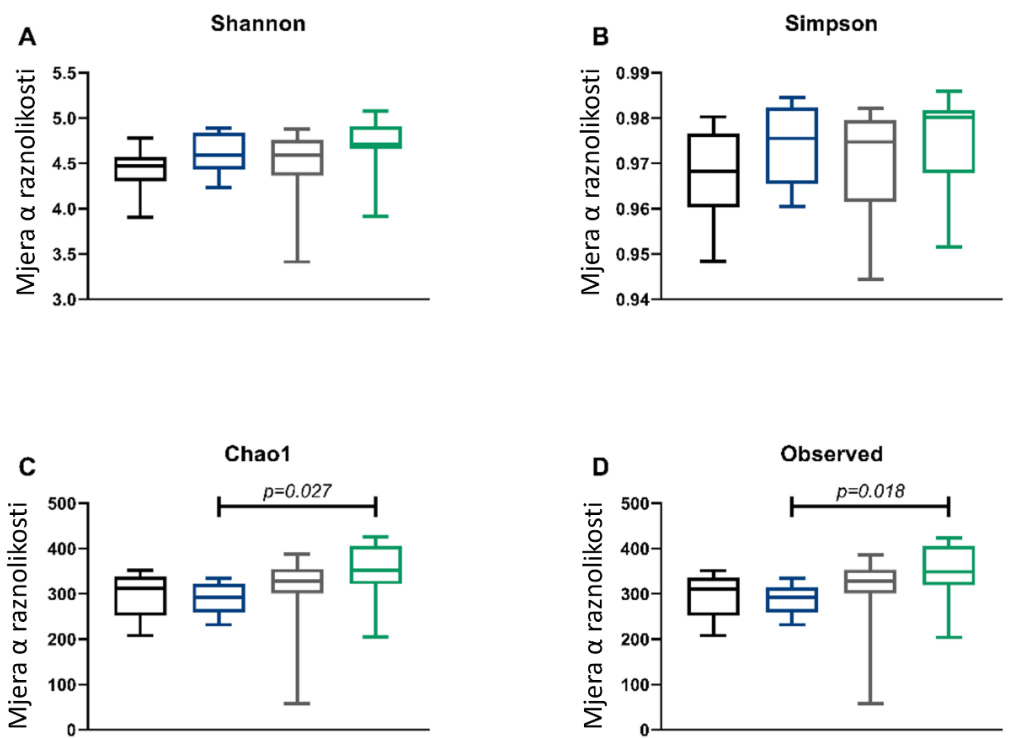 A
Shannon
Mjera α raznolikosti
5.5
5.0
4.5
4.0
3.5
3.0
B
Simpson
Mjera α raznolikosti
0.99
0.98
0.97
0.96
0.95
0.94
C
Chao1
p=0.027
Mjera α raznolikosti
500
400
300
200
100
0
D
Observed
p=0.018
Mjera α raznolikosti
500
400
300
200
100
0